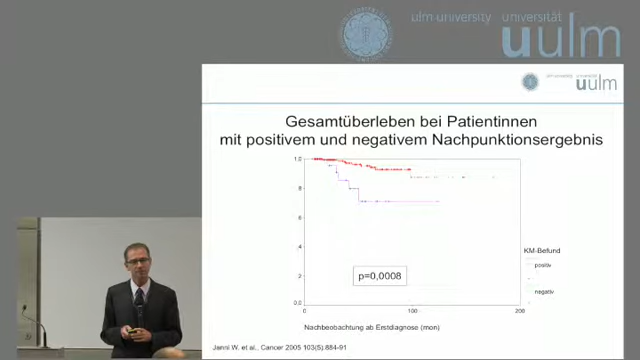 ulm university universität
uulm
uulm
Gesamtüberleben bei Patientinnen
mit positivem und negativem Nachpunktionsergebnis
1.0
.8
.6
.4
.2
0.0
p=0,0008
0
100
200
KM-Befund
positiv
negativ
Nachbeobachtung ab Erstdiagnose (mon)
Janni W. et al., Cancer 2005 103(5):884-91